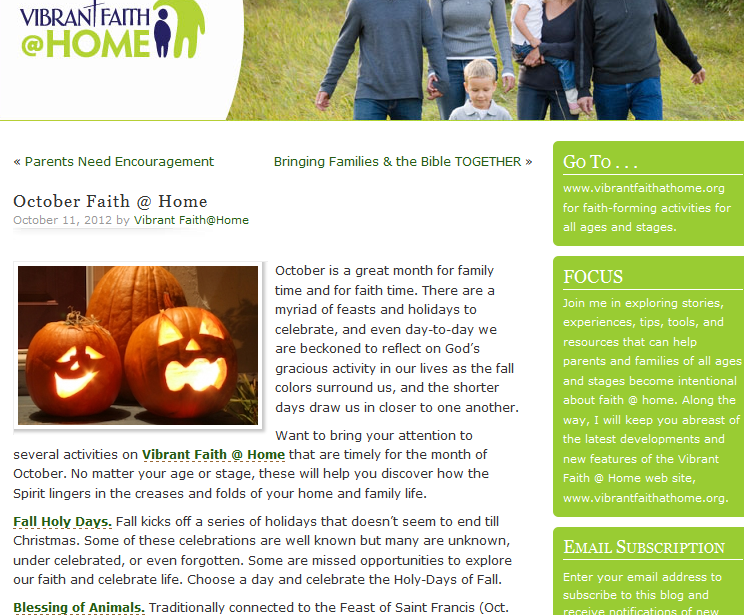 VIBRANT FAITH
@HOME
« Parents Need Encouragement
Bringing Families & the Bible TOGETHER »
October Faith @ Home
October 11, 2012 by Vibrant Faith@Home
October is a great month for family
time and for faith time. There are a
myriad of feasts and holidays to
celebrate, and even day-to-day we
are beckoned to reflect on God’s
gracious activity in our lives as the fall
colors surround us, and the shorter
days draw us in closer to one another.
Want to bring your attention to
several activities on Vibrant Faith @ Home that are timely for the month of
October. No matter your age or stage, these will help you discover how the
Spirit lingers in the creases and folds of your home and family life.
Fall Holy Days. Fall kicks off a series of holidays that doesn’t seem to end till
Christmas. Some of these celebrations are well known but many are unknown,
under celebrated, or even forgotten. Some are missed opportunities to explore
our faith and celebrate life. Choose a day and celebrate the Holy-Days of Fall.
Blessing of Animals. Traditionally connected to the Feast of Saint Francis (Oct.
Go To . . .
www.vibrantfaithathome.org
for faith-forming activities for
all ages and stages.
FOCUS
Join me in exploring stories,
experiences, tips, tools, and
resources that can help
parents and families of all ages
and stages become intentional
about faith @ home. Along the
way, I will keep you abreast of
the latest developments and
new features of the Vibrant
Faith @ Home web site,
www.vibrantfaithathome.org.
Email Subscription
Enter your email address to
subscribe to this blog and
receive notifications of new